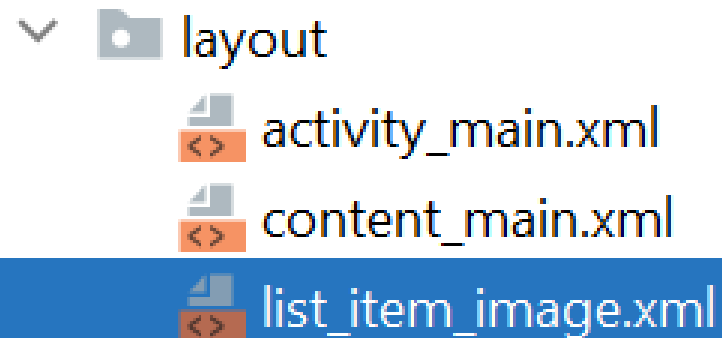 layout
activity_main.xml
content_main.xml
list_item_image.xml